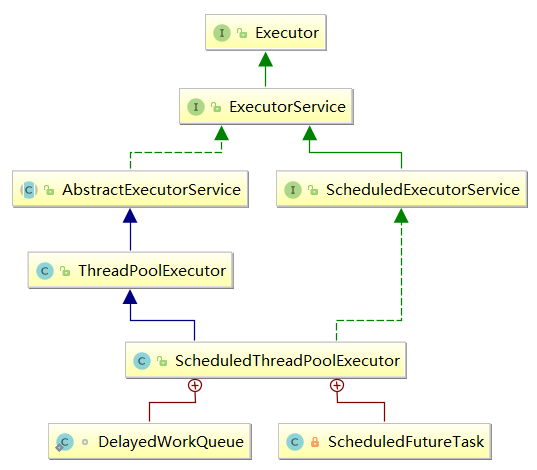 I Executor
I ExecutorService
C AbstractExecutorService
I ScheduledExecutorService
C ThreadPoolExecutor
C ScheduledThreadPoolExecutor
C DelayedWorkQueue
C ScheduledFutureTask